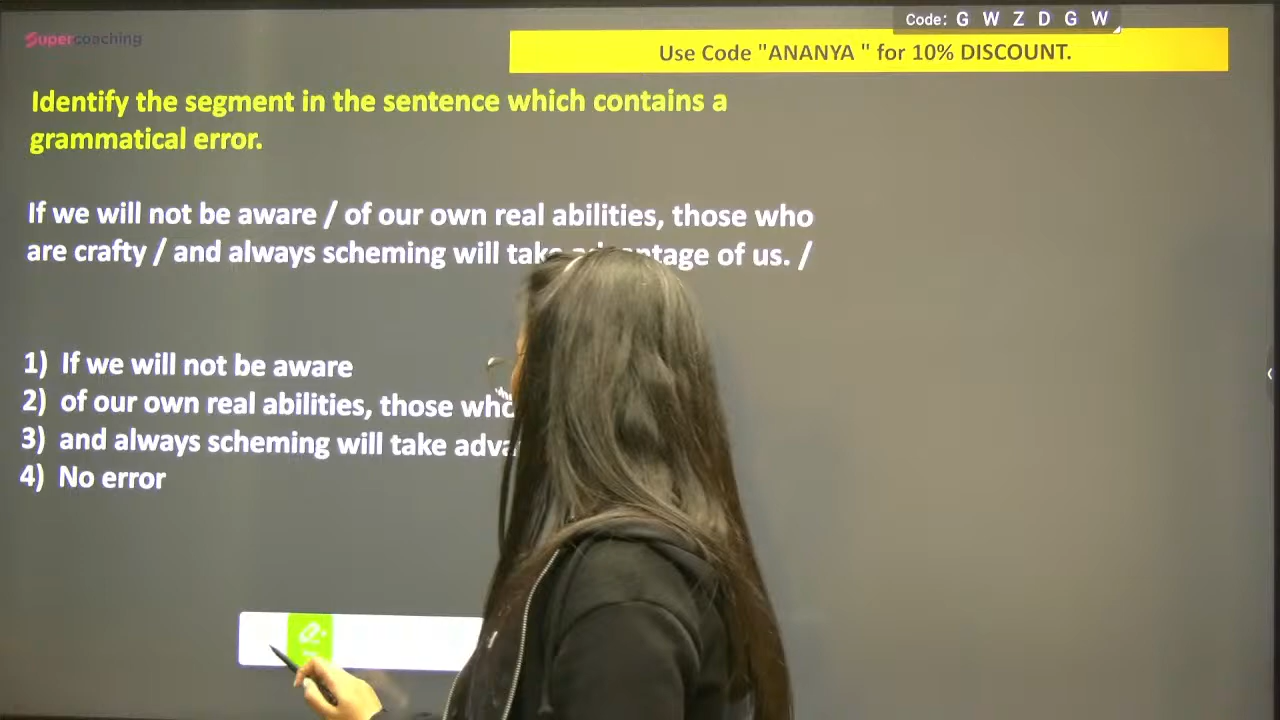 Code: G W Z D G W
Supercoaching
Use Code "ANANYA " for 10% DISCOUNT.
Identify the segment in the sentence which contains a
grammatical error.
If we will not be aware / of our own real abilities, those who
are crafty / and always scheming will take advantage of us. /
1) If we will not be aware
2) of our own real abilities, those who
3) and always scheming will take
4) No error